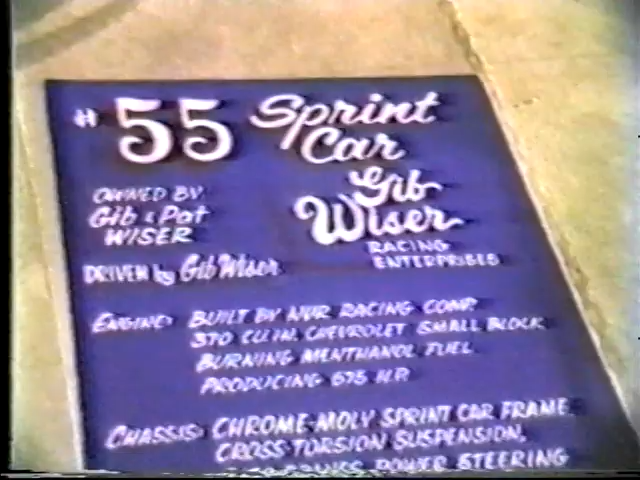 # 55 Sprint Car
Gib Wiser
RACING ENTERPRISES
OWNED BY
Gib & Pat
WISER
DRIVEN by Gib Wiser
ENGINE: BUILT BY NVR RACING COMP.
370 CU.IN. CHEVROLET SMALL BLOCK
BURNING MENTHANOL FUEL
PRODUCING 675 H.P.
CHASSIS: CHROME-MOLY SPRINT CAR FRAME,
CROSS TORSION SUSPENSION,
POWER STEERING